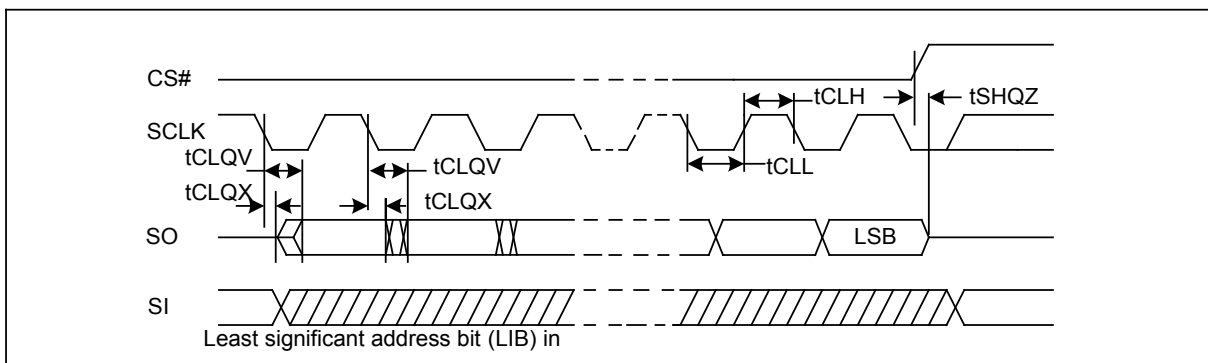 CS#
tCLH
tSHQZ
SCLK
tCLQV
tCLQV
tCLL
tCLQX
tCLQX
SO
LSB
SI
Least significant address bit (LIB) in